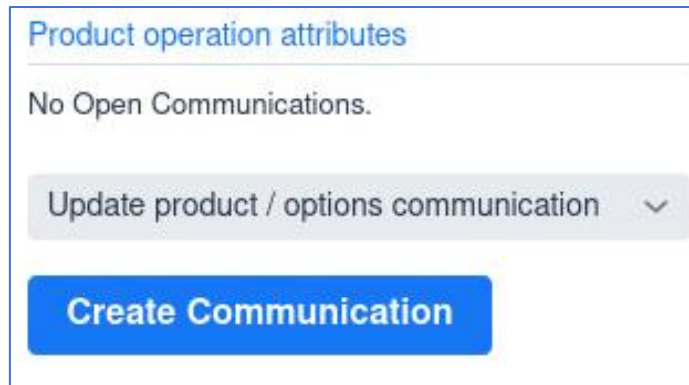 Product operation attributes
No Open Communications.
Update product / options communication
Create Communication